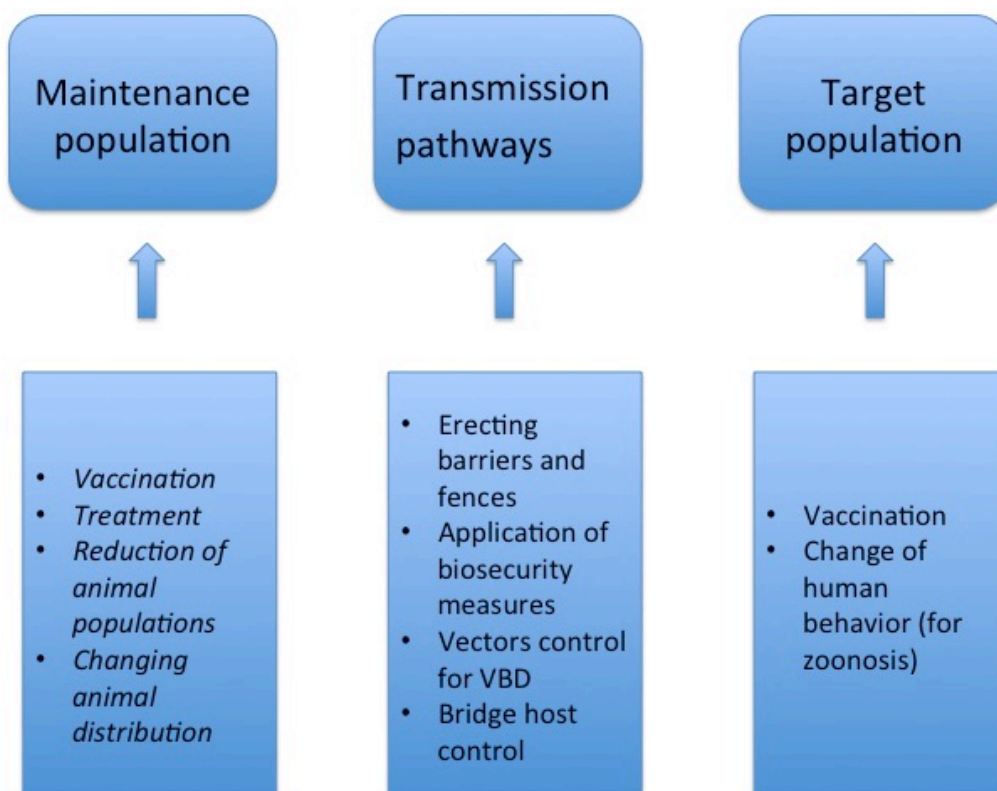 Maintenance
population
Transmission
pathways
Target
population
• Vaccination
• Treatment
• Reduction of
animal
populations
• Changing
animal
distribution
• Erecting
barriers and
fences
• Application of
biosecurity
measures
• Vectors control
for VBD
• Bridge host
control
• Vaccination
• Change of
human
behavior (for
zoonosis)